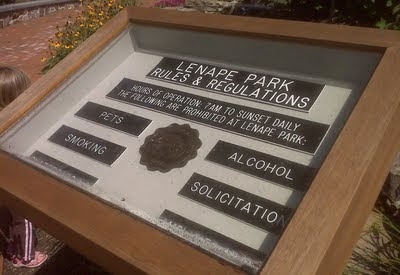 LENAPE PARK
RULES & REGULATIONS
HOURS OF OPERATION 7AM TO SUNSET DAILY
THE FOLLOWING ARE PROHIBITED AT LENAPE PARK:
PETS
ALCOHOL
SMOKING
SOLICITATION